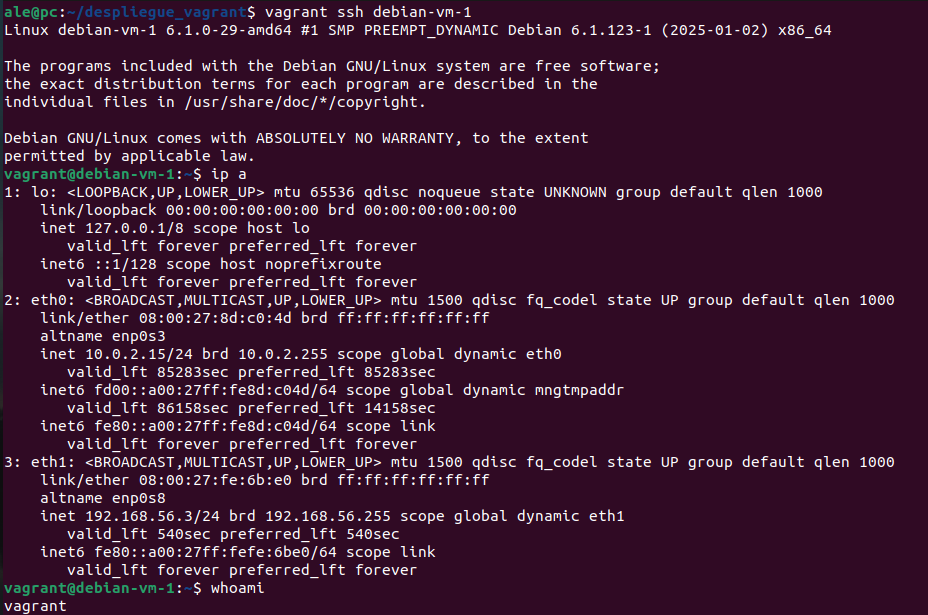 ale@pc:~/despliegue_vagrant$ vagrant ssh debian-vm-1
Linux debian-vm-1 6.1.0-29-amd64 #1 SMP PREEMPT_DYNAMIC Debian 6.1.123-1 (2025-01-02) x86_64
The programs included with the Debian GNU/Linux system are free software;
the exact distribution terms for each program are described in the
individual files in /usr/share/doc/*/copyright.
Debian GNU/Linux comes with ABSOLUTELY NO WARRANTY, to the extent
permitted by applicable law.
vagrant@debian-vm-1:~$ ip a
1: lo: <LOOPBACK,UP,LOWER_UP> mtu 65536 qdisc noqueue state UNKNOWN group default qlen 1000
    link/loopback 00:00:00:00:00:00 brd 00:00:00:00:00:00
    inet 127.0.0.1/8 scope host lo
       valid_lft forever preferred_lft forever
    inet6 ::1/128 scope host noprefixroute
       valid_lft forever preferred_lft forever
2: eth0: <BROADCAST,MULTICAST,UP,LOWER_UP> mtu 1500 qdisc fq_codel state UP group default qlen 1000
    link/ether 08:00:27:8d:c0:4d brd ff:ff:ff:ff:ff:ff
    altname enp0s3
    inet 10.0.2.15/24 brd 10.0.2.255 scope global dynamic eth0
       valid_lft 85283sec preferred_lft 85283sec
    inet6 fd00::a00:27ff:fe8d:c04d/64 scope global dynamic mngtmpaddr
       valid_lft 86158sec preferred_lft 14158sec
    inet6 fe80::a00:27ff:fe8d:c04d/64 scope link
       valid_lft forever preferred_lft forever
3: eth1: <BROADCAST,MULTICAST,UP,LOWER_UP> mtu 1500 qdisc fq_codel state UP group default qlen 1000
    link/ether 08:00:27:fe:6b:e0 brd ff:ff:ff:ff:ff:ff
    altname enp0s8
    inet 192.168.56.3/24 brd 192.168.56.255 scope global dynamic eth1
       valid_lft 540sec preferred_lft 540sec
    inet6 fe80::a00:27ff:fefe:6be0/64 scope link
       valid_lft forever preferred_lft forever
vagrant@debian-vm-1:~$ whoami
vagrant